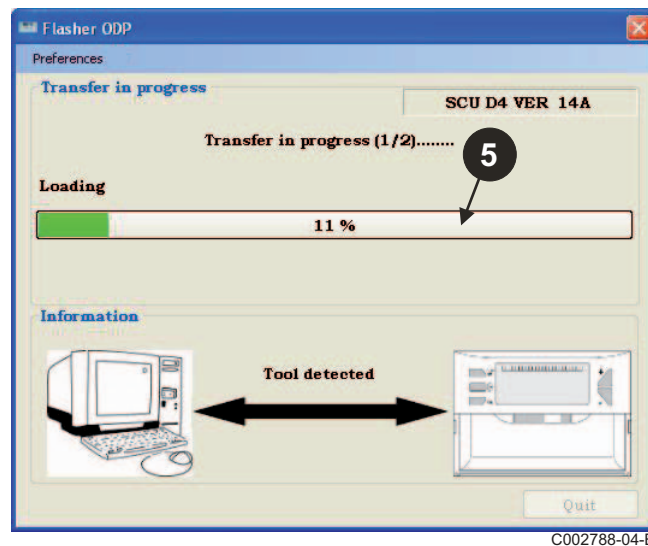 Flasher ODP
Preferences
Transfer in progress
SCU D4 VER 14A
Transfer in progress (1/2)........
5
Loading
11 %
Information
Tool detected
Quit
C002788-04-